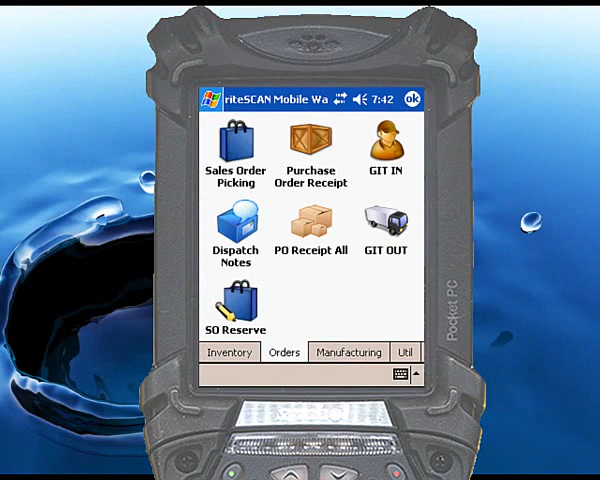 riteSCAN Mobile Wa 7:42 ok
Sales Order
Picking
Purchase
Order Receipt
GIT IN
Dispatch
Notes
PO Receipt All
GIT OUT
SO Reserve
Inventory Orders Manufacturing Util
Pocket PC